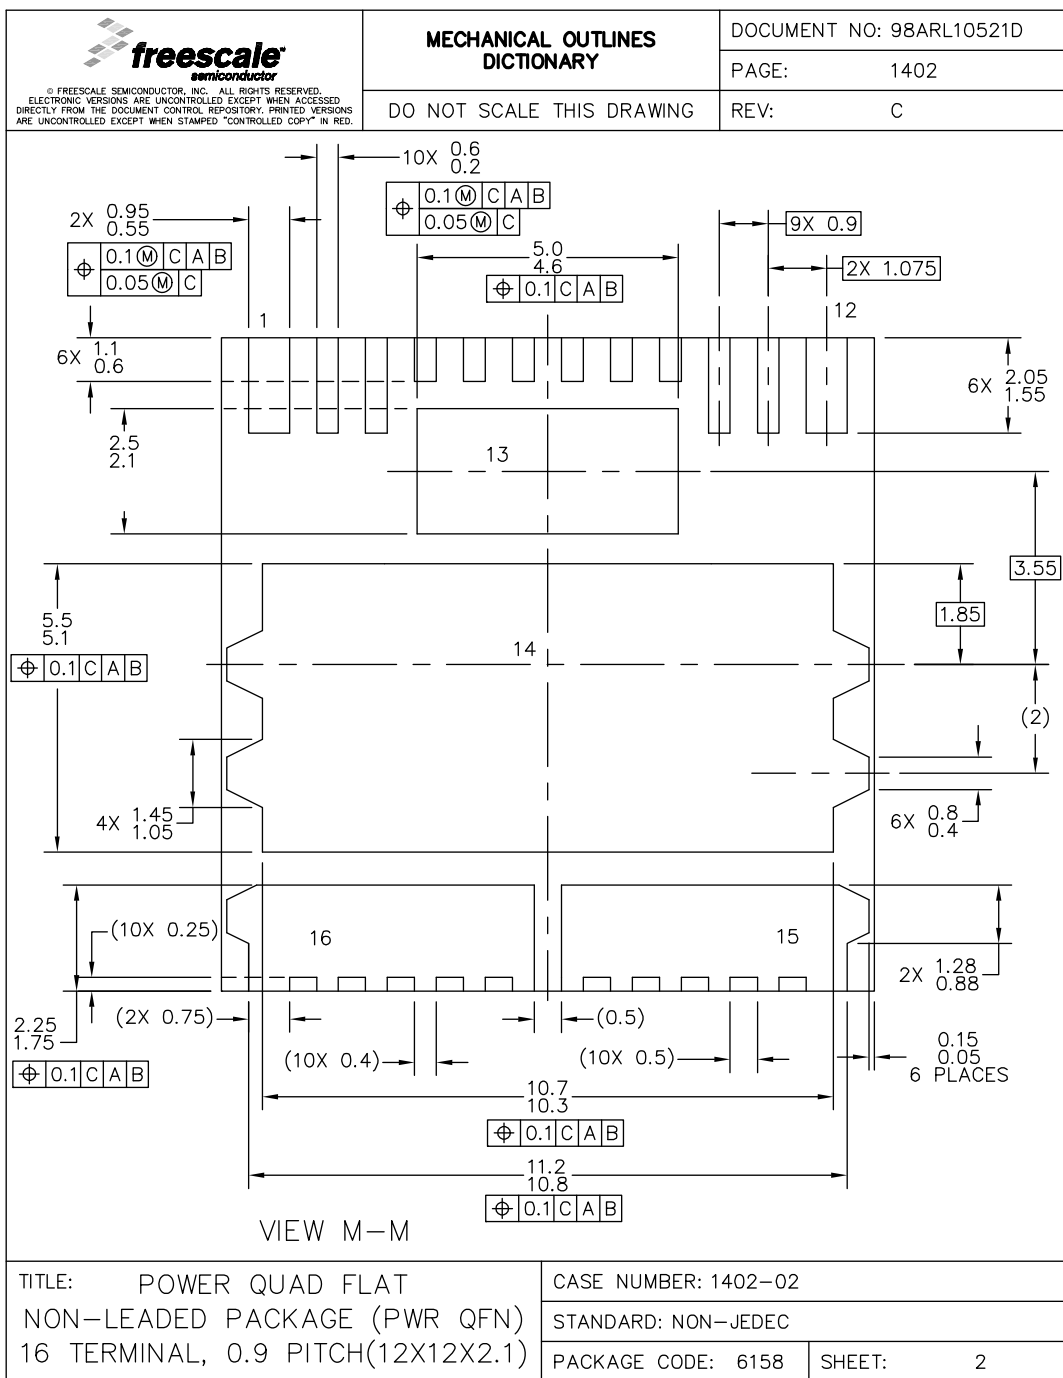 freescale™
semiconductor
© FREESCALE SEMICONDUCTOR, INC. ALL RIGHTS RESERVED.
ELECTRONIC VERSIONS ARE UNCONTROLLED EXCEPT WHEN ACCESSED
DIRECTLY FROM THE DOCUMENT CONTROL REPOSITORY. PRINTED VERSIONS
ARE UNCONTROLLED EXCEPT WHEN STAMPED "CONTROLLED COPY" IN RED.
MECHANICAL OUTLINES
DICTIONARY
DO NOT SCALE THIS DRAWING
DOCUMENT NO: 98ARL10521D
PAGE: 1402
REV: C
10X 0.6
0.2
⌖ 0.1 Ⓜ C A B
0.05 Ⓜ C
2X 0.95
0.55
⌖ 0.1 Ⓜ C A B
0.05 Ⓜ C
9X 0.9
5.0
4.6
⌖ 0.1 C A B
2X 1.075
1
12
6X 1.1
0.6
6X 2.05
1.55
2.5
2.1
13
3.55
1.85
5.5
5.1
⌖ 0.1 C A B
14
(2)
4X 1.45
1.05
6X 0.8
0.4
(10X 0.25)
16
15
2X 1.28
0.88
2.25
1.75
⌖ 0.1 C A B
(2X 0.75)
(0.5)
(10X 0.4)
(10X 0.5)
0.15
0.05
6 PLACES
10.7
10.3
⌖ 0.1 C A B
11.2
10.8
⌖ 0.1 C A B
VIEW M-M
TITLE: POWER QUAD FLAT
NON-LEADED PACKAGE (PWR QFN)
16 TERMINAL, 0.9 PITCH(12X12X2.1)
CASE NUMBER: 1402-02
STANDARD: NON-JEDEC
PACKAGE CODE: 6158
SHEET: 2